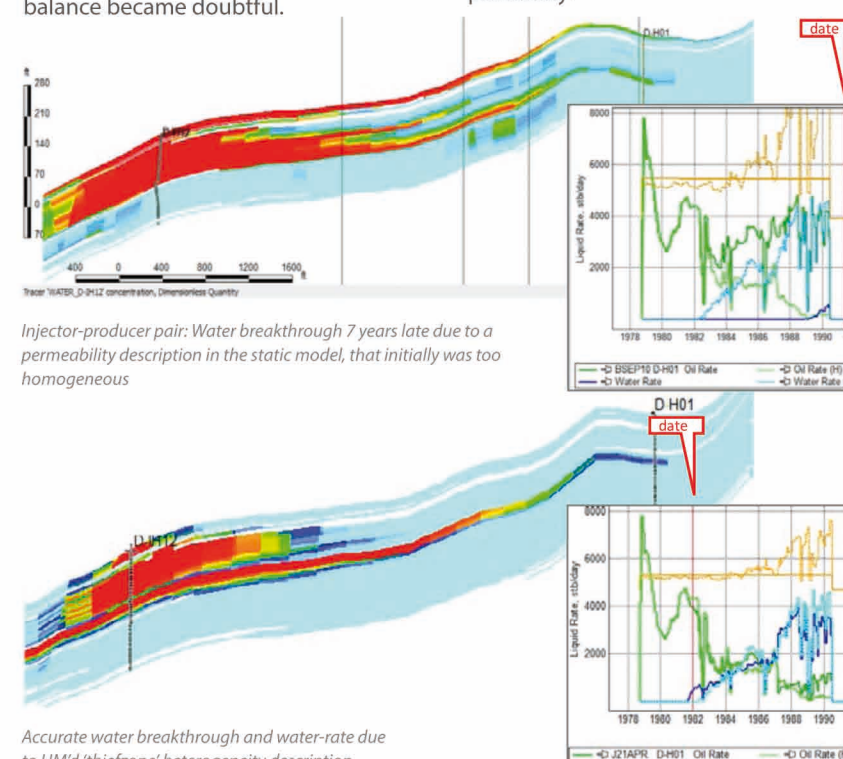 balance became doubtful.
date
D-H01
ft
280
210
140
70
0
70
400 0 400 800 1200 1600 ft
Tracer 'WATER_D-IH12' concentration, Dimensionless Quantity
8000
6000
4000
2000
Liquid Rate, stb/day
1978 1980 1982 1984 1986 1988 1990
BSEP10 D-H01 Oil Rate
Oil Rate (H)
Water Rate
Water Rate
Injector-producer pair: Water breakthrough 7 years late due to a
permeability description in the static model, that initially was too
homogeneous
D-H01
date
D-IH12
8000
6000
4000
2000
Liquid Rate, stb/day
1978 1980 1982 1984 1986 1988 1990
J21APR D-H01 Oil Rate
Oil Rate
Accurate water breakthrough and water-rate due
to HM'd 'thiefzone' heterogeneity description